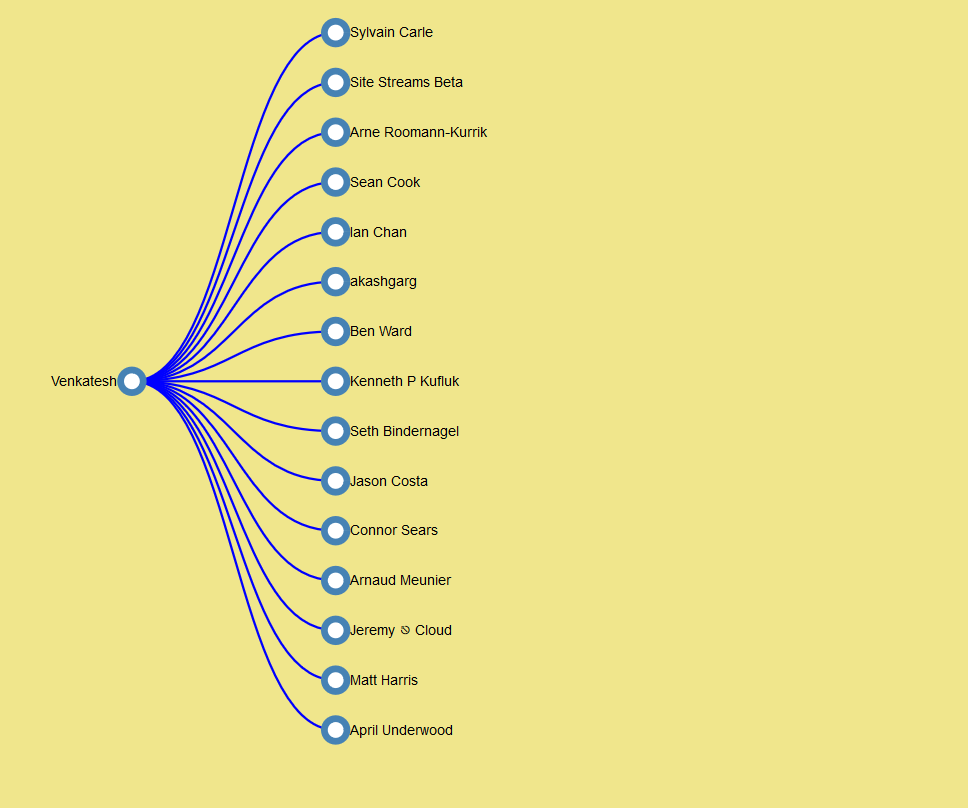 Sylvain Carle
Site Streams Beta
Arne Roomann-Kurrik
Sean Cook
Ian Chan
akashgarg
Ben Ward
Venkatesh
Kenneth P Kufluk
Seth Bindernagel
Jason Costa
Connor Sears
Arnaud Meunier
Jeremy ⍉ Cloud
Matt Harris
April Underwood